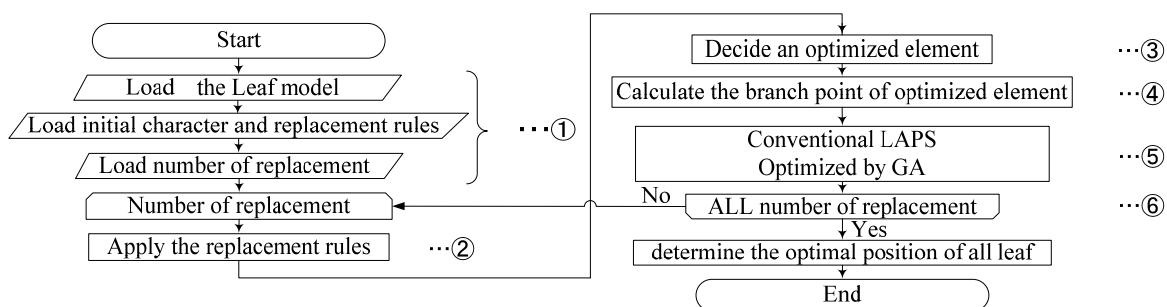 Start
Load the Leaf model
Load initial character and replacement rules
Load number of replacement
…①
Number of replacement
Apply the replacement rules
…②
Decide an optimized element
…③
Calculate the branch point of optimized element
…④
Conventional LAPS
Optimized by GA
…⑤
No
ALL number of replacement
…⑥
Yes
determine the optimal position of all leaf
End